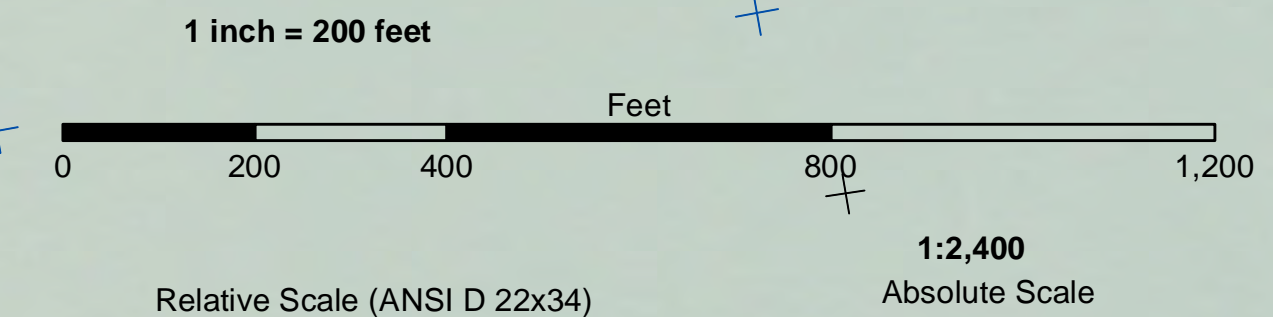 1 inch = 200 feet
Feet
0 200 400 800 1,200
1:2,400
Relative Scale (ANSI D 22x34)
Absolute Scale